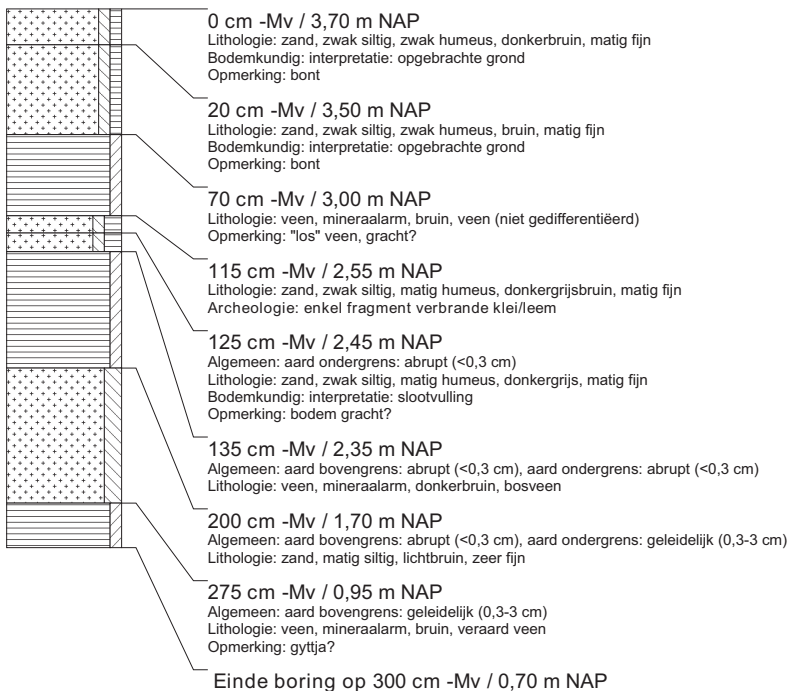 0 cm -Mv / 3,70 m NAP
Lithologie: zand, zwak siltig, zwak humeus, donkerbruin, matig fijn
Bodemkundig: interpretatie: opgebrachte grond
Opmerking: bont
20 cm -Mv / 3,50 m NAP
Lithologie: zand, zwak siltig, zwak humeus, bruin, matig fijn
Bodemkundig: interpretatie: opgebrachte grond
Opmerking: bont
70 cm -Mv / 3,00 m NAP
Lithologie: veen, mineraalarm, bruin, veen (niet gedifferentiëerd)
Opmerking: "los" veen, gracht?
115 cm -Mv / 2,55 m NAP
Lithologie: zand, zwak siltig, matig humeus, donkergrijsbruin, matig fijn
Archeologie: enkel fragment verbrande klei/leem
125 cm -Mv / 2,45 m NAP
Algemeen: aard ondergrens: abrupt (<0,3 cm)
Lithologie: zand, zwak siltig, matig humeus, donkergrijs, matig fijn
Bodemkundig: interpretatie: slootvulling
Opmerking: bodem gracht?
135 cm -Mv / 2,35 m NAP
Algemeen: aard bovengrens: abrupt (<0,3 cm), aard ondergrens: abrupt (<0,3 cm)
Lithologie: veen, mineraalarm, donkerbruin, bosveen
200 cm -Mv / 1,70 m NAP
Algemeen: aard bovengrens: abrupt (<0,3 cm), aard ondergrens: geleidelijk (0,3-3 cm)
Lithologie: zand, matig siltig, lichtbruin, zeer fijn
275 cm -Mv / 0,95 m NAP
Algemeen: aard bovengrens: geleidelijk (0,3-3 cm)
Lithologie: veen, mineraalarm, bruin, veraard veen
Opmerking: gyttja?
Einde boring op 300 cm -Mv / 0,70 m NAP